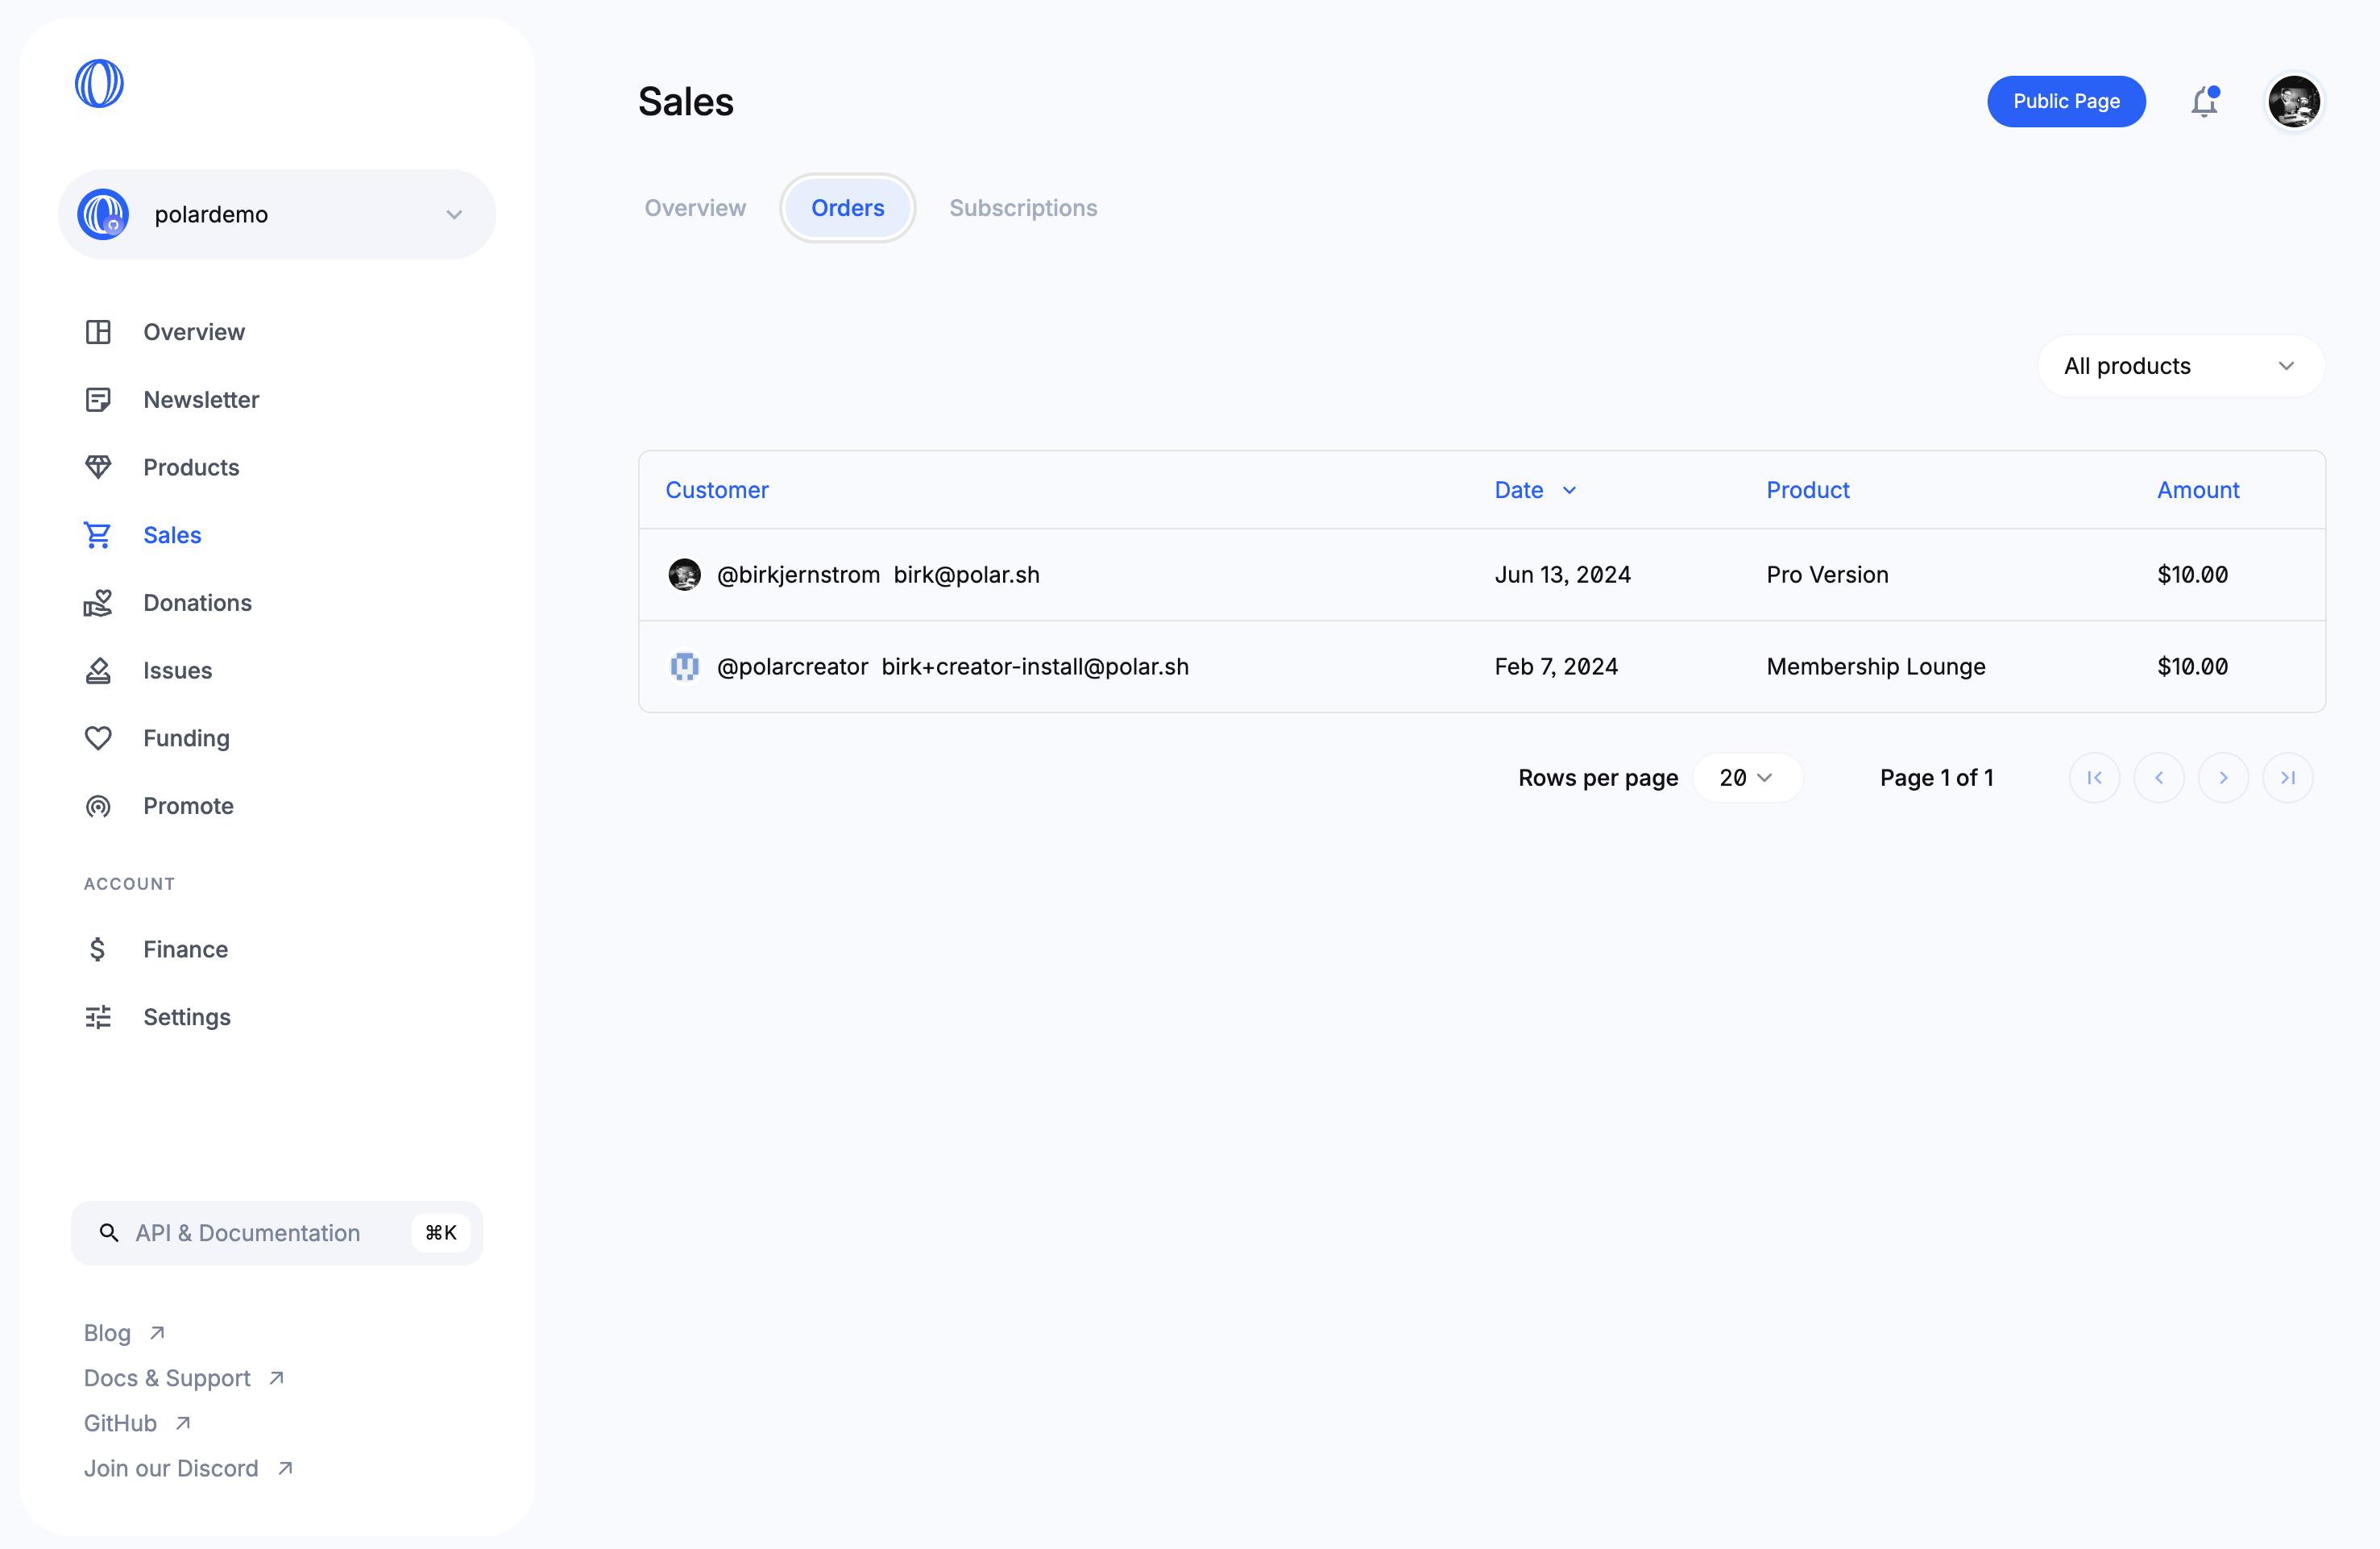 polardemo
Overview
Newsletter
Products
Sales
Donations
Issues
Funding
Promote
ACCOUNT
Finance
Settings
API & Documentation ⌘K
Blog
Docs & Support
GitHub
Join our Discord
Sales
Public Page
Overview Orders Subscriptions
All products
Customer Date Product Amount
@birkjernstrom birk@polar.sh Jun 13, 2024 Pro Version $10.00
@polarcreator birk+creator-install@polar.sh Feb 7, 2024 Membership Lounge $10.00
Rows per page 20 Page 1 of 1